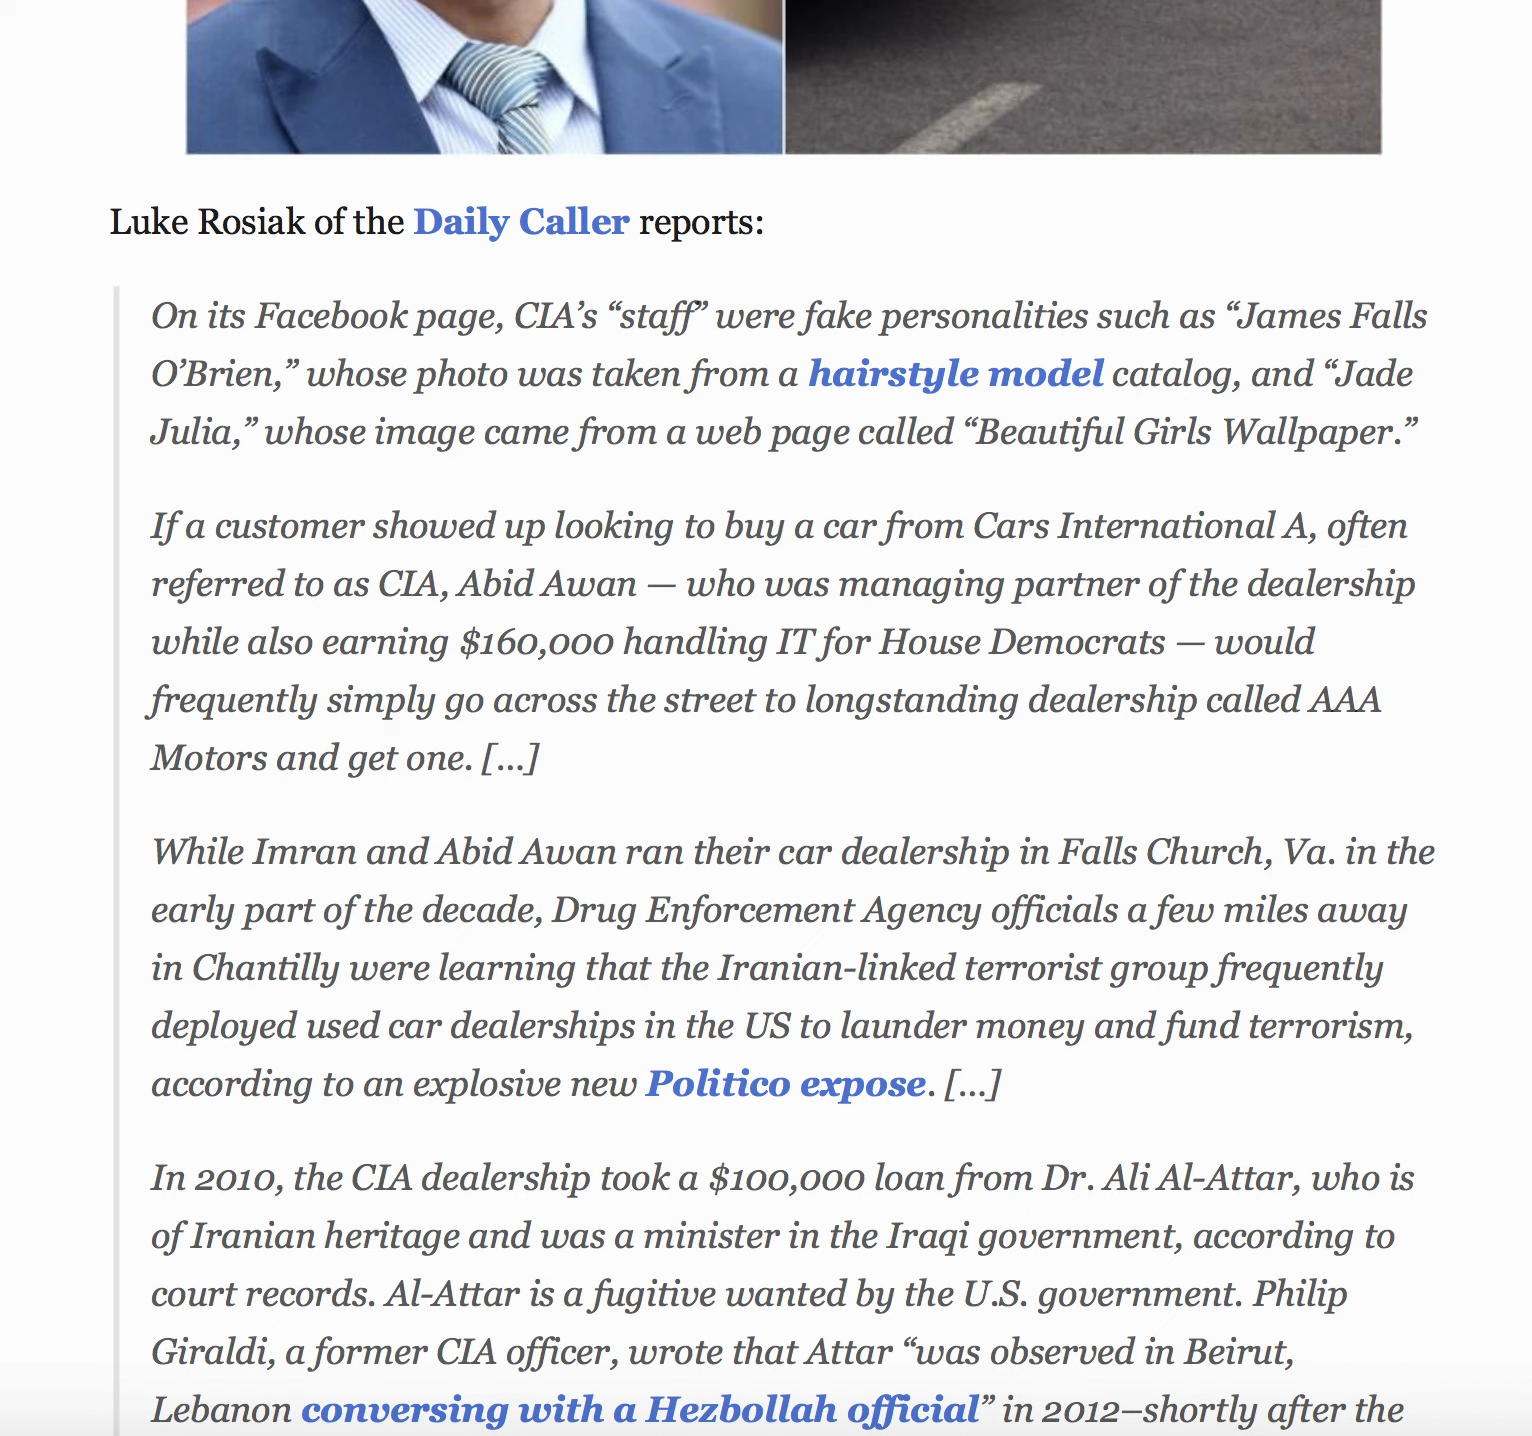 Luke Rosiak of the Daily Caller reports:
On its Facebook page, CIA’s “staff” were fake personalities such as “James Falls
O’Brien,” whose photo was taken from a hairstyle model catalog, and “Jade
Julia,” whose image came from a web page called “Beautiful Girls Wallpaper.”
If a customer showed up looking to buy a car from Cars International A, often
referred to as CIA, Abid Awan — who was managing partner of the dealership
while also earning $160,000 handling IT for House Democrats — would
frequently simply go across the street to longstanding dealership called AAA
Motors and get one. [...]
While Imran and Abid Awan ran their car dealership in Falls Church, Va. in the
early part of the decade, Drug Enforcement Agency officials a few miles away
in Chantilly were learning that the Iranian-linked terrorist group frequently
deployed used car dealerships in the US to launder money and fund terrorism,
according to an explosive new Politico expose. [...]
In 2010, the CIA dealership took a $100,000 loan from Dr. Ali Al-Attar, who is
of Iranian heritage and was a minister in the Iraqi government, according to
court records. Al-Attar is a fugitive wanted by the U.S. government. Philip
Giraldi, a former CIA officer, wrote that Attar “was observed in Beirut,
Lebanon conversing with a Hezbollah official” in 2012–shortly after the